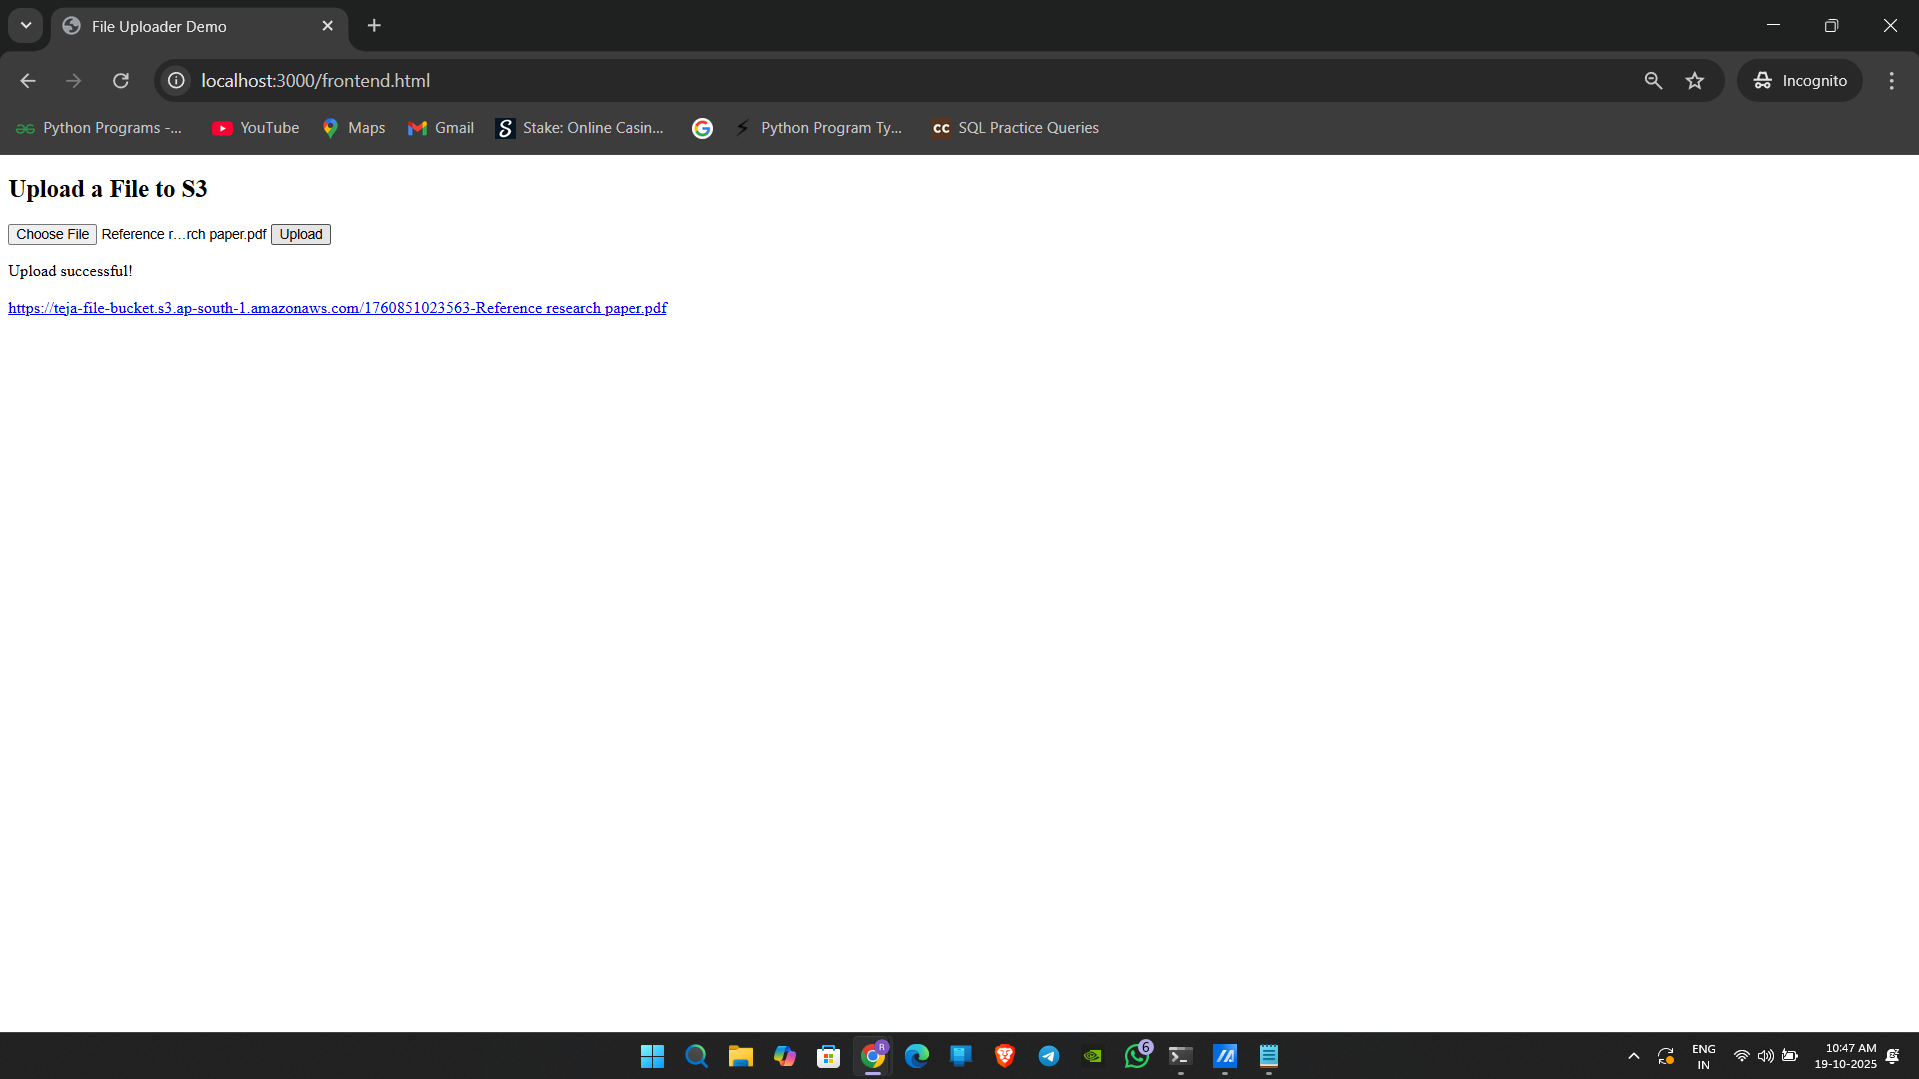 File Uploader Demo
localhost:3000/frontend.html
Incognito
Python Programs -...
YouTube
Maps
Gmail
S Stake: Online Casin...
G
Python Program Ty...
CC SQL Practice Queries
Upload a File to S3
Choose File Reference r...rch paper.pdf Upload
Upload successful!
https://teja-file-bucket.s3.ap-south-1.amazonaws.com/1760851023563-Reference research paper.pdf
R
6
ENG
IN
10:47 AM
19-10-2025